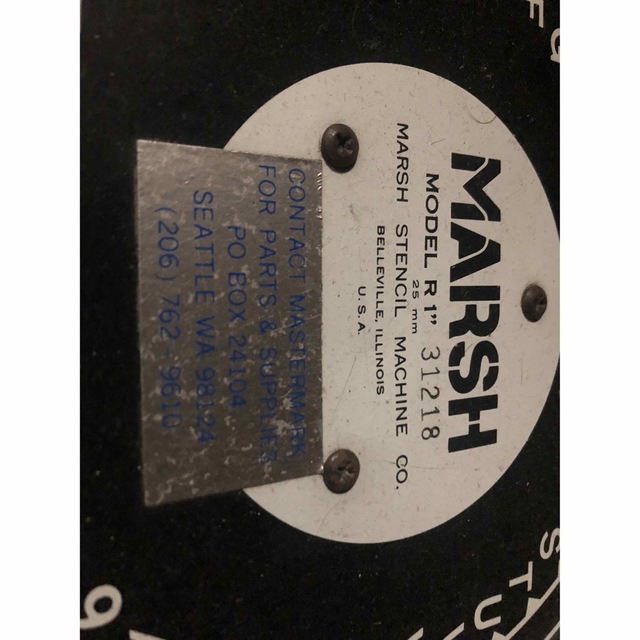 MARSH
MODEL R 1" 31218
25 mm
MARSH STENCIL MACHINE CO.
BELLEVILLE, ILLINOIS
U.S.A.
CONTACT MASTERMARK
FOR PARTS & SUPPLIES
PO BOX 24104
SEATTLE WA 98124
(206) 762-9610
F
G
S
T
U
9